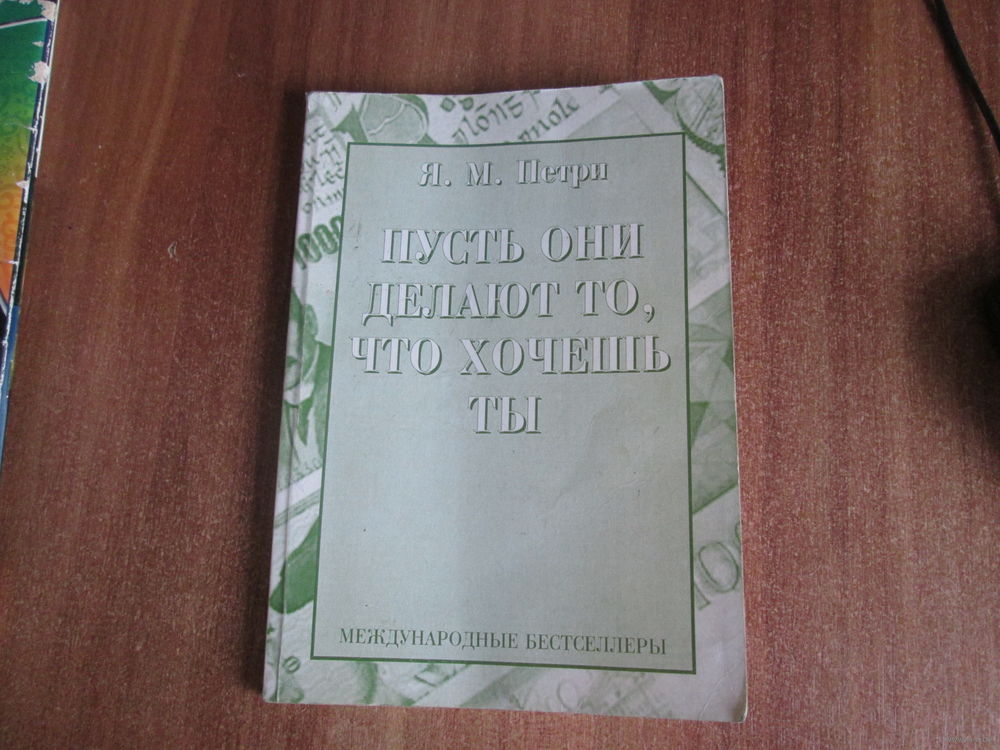 Я. М. Петри
ПУСТЬ ОНИ
ДЕЛАЮТ ТО,
ЧТО ХОЧЕШЬ
ТЫ
МЕЖДУНАРОДНЫЕ БЕСТСЕЛЛЕРЫ